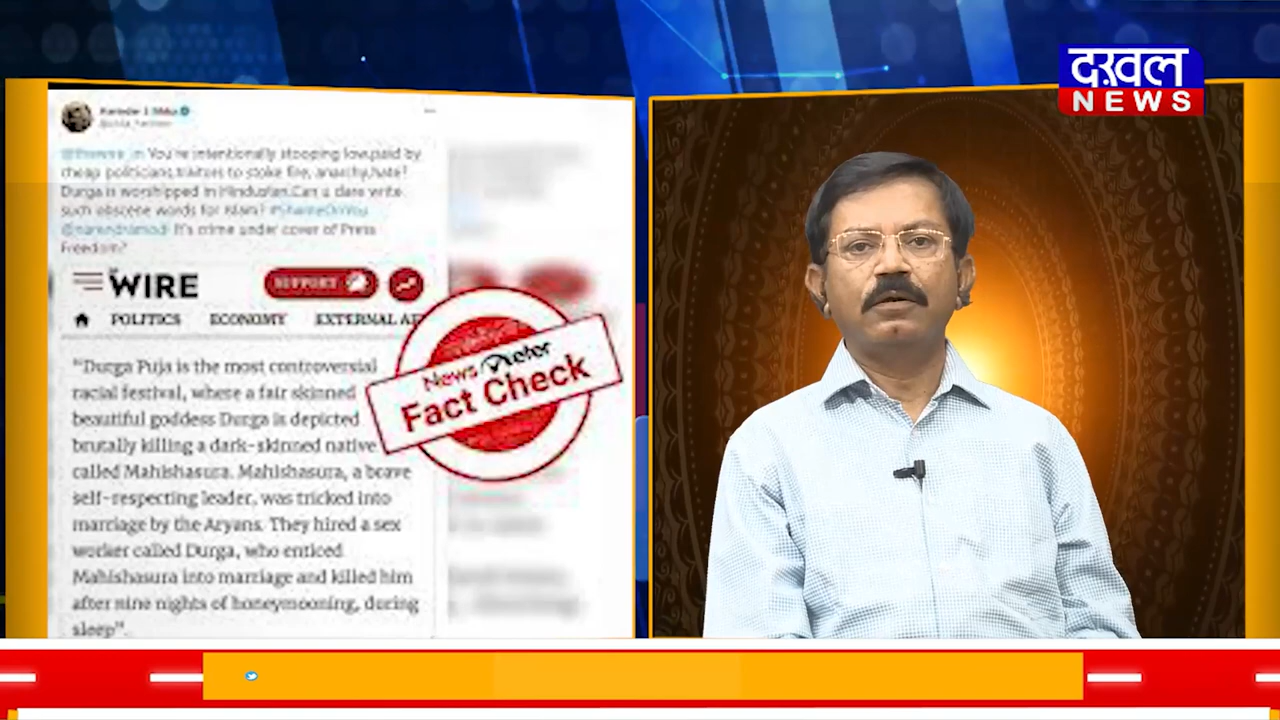 दखल
NEWS
@thewire_in You're intentionally stooping low,paid by
cheap politicians,traitors to stoke fire, anarchy,hate?
Durga is worshipped in Hindustan.Can u dare write
such obscene words for Islam? #ShameOnYou
@narendramodi It's crime under cover of Press
Freedom?
THE WIRE
SUPPORT
POLITICS ECONOMY EXTERNAL AF
"Durga Puja is the most controversial
racial festival, where a fair skinned
beautiful goddess Durga is depicted
brutally killing a dark-skinned native
called Mahishasura. Mahishasura, a brave
self-respecting leader, was tricked into
marriage by the Aryans. They hired a sex
worker called Durga, who enticed
Mahishasura into marriage and killed him
after nine nights of honeymooning, during
sleep".
News Meter
Fact Check